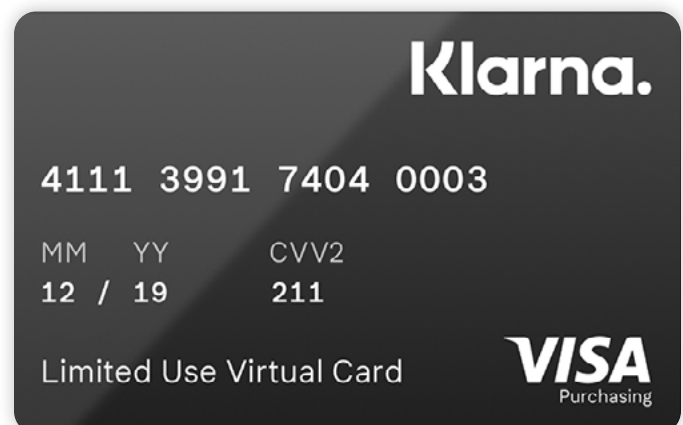 Klarna.
4111 3991 7404 0003
MM YY CVV2
12 / 19 211
Limited Use Virtual Card
VISA
Purchasing